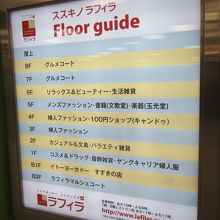 ススキノ ラフィラ
Floor guide
ラフィラ
屋上
8F グルメコート
7F グルメコート
6F リラックス&ビューティー・生活雑貨
5F メンズファッション・書籍(文教堂)・楽器(玉光堂)
4F 婦人ファッション・100円ショップ(キャンドゥ)
3F 婦人ファッション
2F カジュアル&文具・バラエティ雑貨
1F コスメ&ドラッグ・服飾雑貨・ヤングキャリア婦人服
B1F イトーヨーカドー すすきの店
B2F ラフィラマルシェコート
ラフィラ